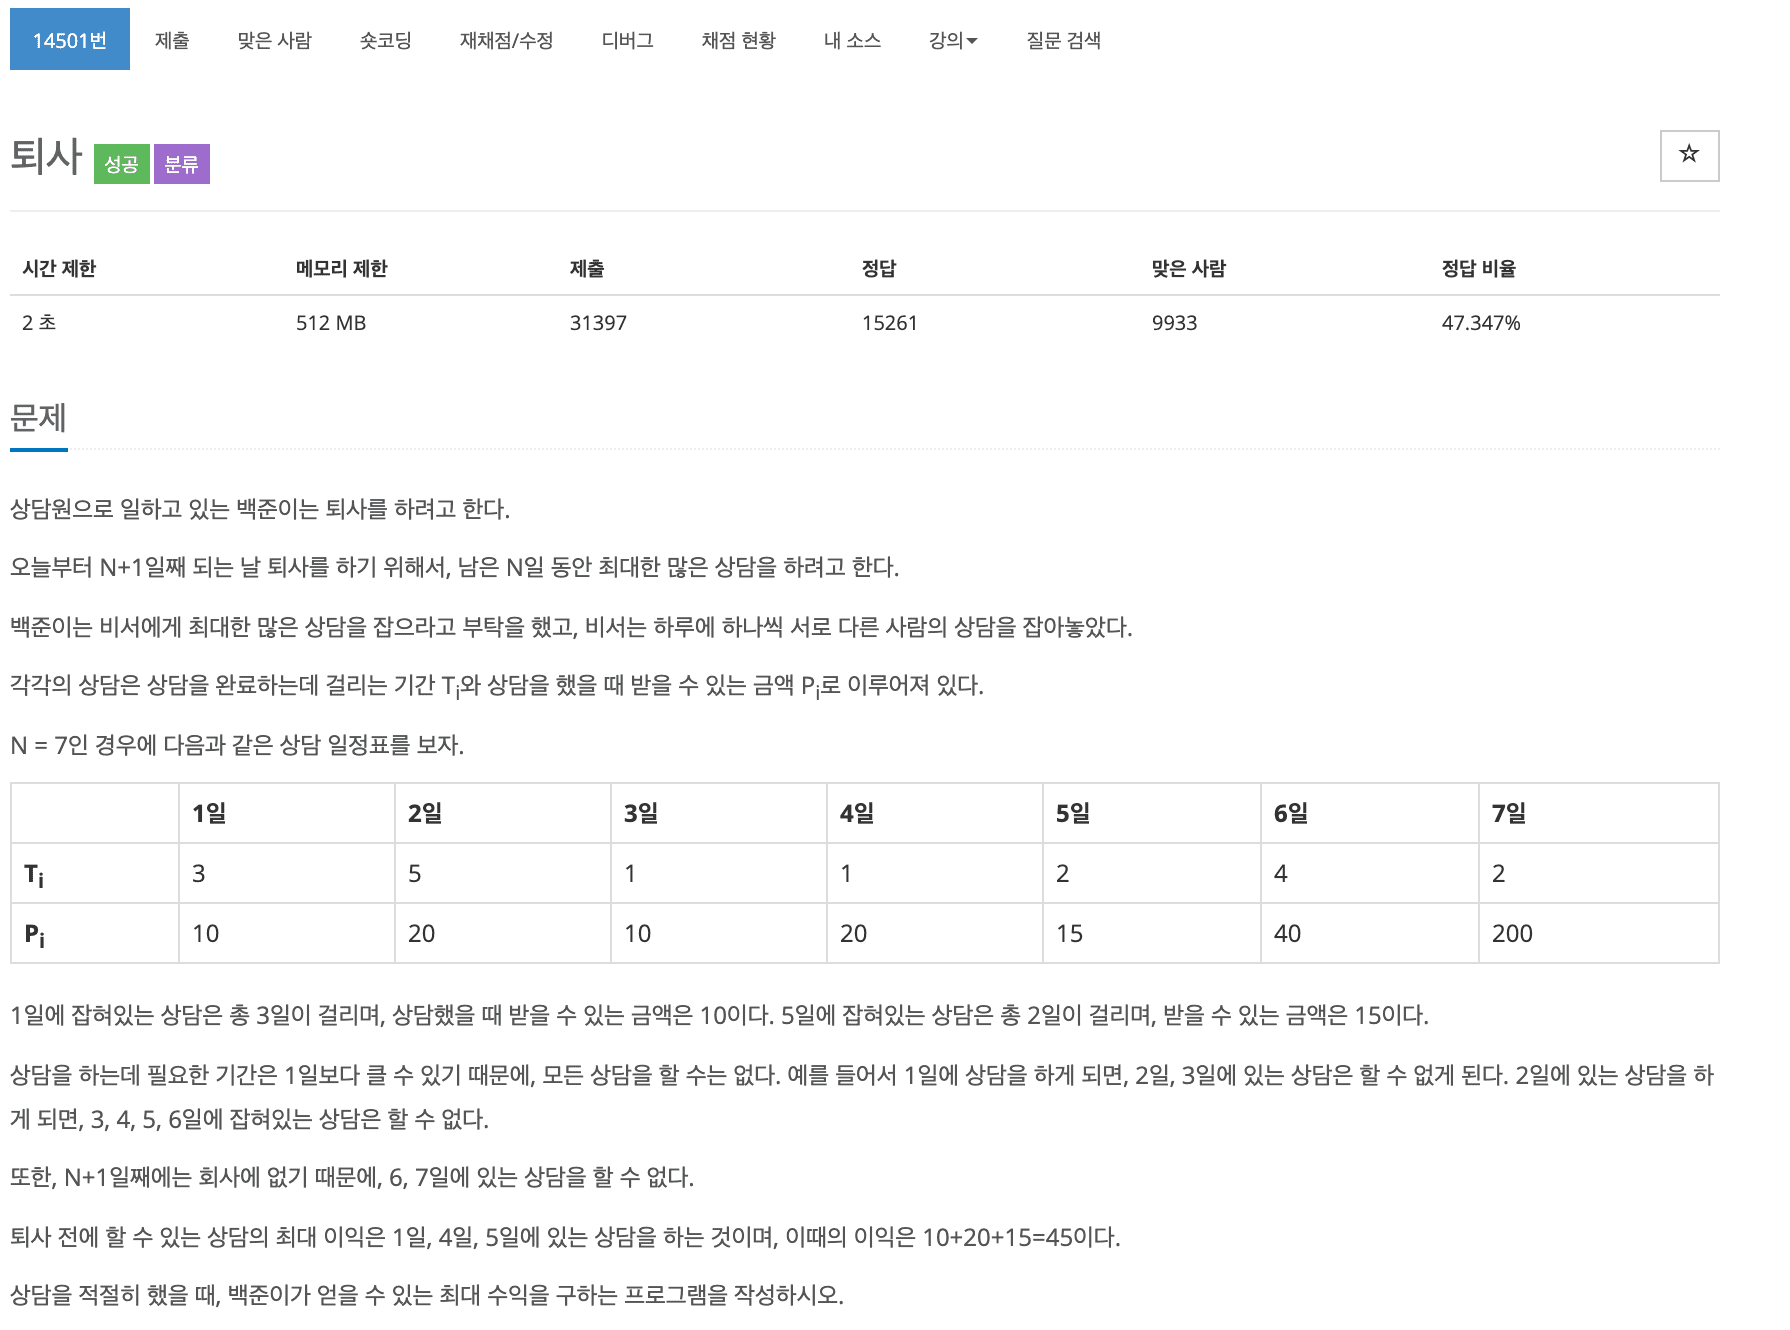 14501번 제출 맞은 사람 숏코딩 재채점/수정 디버그 채점 현황 내 소스 강의 질문 검색
퇴사 성공 분류
시간 제한 메모리 제한 제출 정답 맞은 사람 정답 비율
2 초 512 MB 31397 15261 9933 47.347%
문제
상담원으로 일하고 있는 백준이는 퇴사를 하려고 한다.
오늘부터 N+1일째 되는 날 퇴사를 하기 위해서, 남은 N일 동안 최대한 많은 상담을 하려고 한다.
백준이는 비서에게 최대한 많은 상담을 잡으라고 부탁을 했고, 비서는 하루에 하나씩 서로 다른 사람의 상담을 잡아놓았다.
각각의 상담은 상담을 완료하는데 걸리는 기간 Ti와 상담을 했을 때 받을 수 있는 금액 Pi로 이루어져 있다.
N = 7인 경우에 다음과 같은 상담 일정표를 보자.
1일 2일 3일 4일 5일 6일 7일
Ti 3 5 1 1 2 4 2
Pi 10 20 10 20 15 40 200
1일에 잡혀있는 상담은 총 3일이 걸리며, 상담했을 때 받을 수 있는 금액은 10이다. 5일에 잡혀있는 상담은 총 2일이 걸리며, 받을 수 있는 금액은 15이다.
상담을 하는데 필요한 기간은 1일보다 클 수 있기 때문에, 모든 상담을 할 수는 없다. 예를 들어서 1일에 상담을 하게 되면, 2일, 3일에 있는 상담은 할 수 없게 된다. 2일에 있는 상담을 하
게 되면, 3, 4, 5, 6일에 잡혀있는 상담은 할 수 없다.
또한, N+1일째에는 회사에 없기 때문에, 6, 7일에 있는 상담을 할 수 없다.
퇴사 전에 할 수 있는 상담의 최대 이익은 1일, 4일, 5일에 있는 상담을 하는 것이며, 이때의 이익은 10+20+15=45이다.
상담을 적절히 했을 때, 백준이가 얻을 수 있는 최대 수익을 구하는 프로그램을 작성하시오.